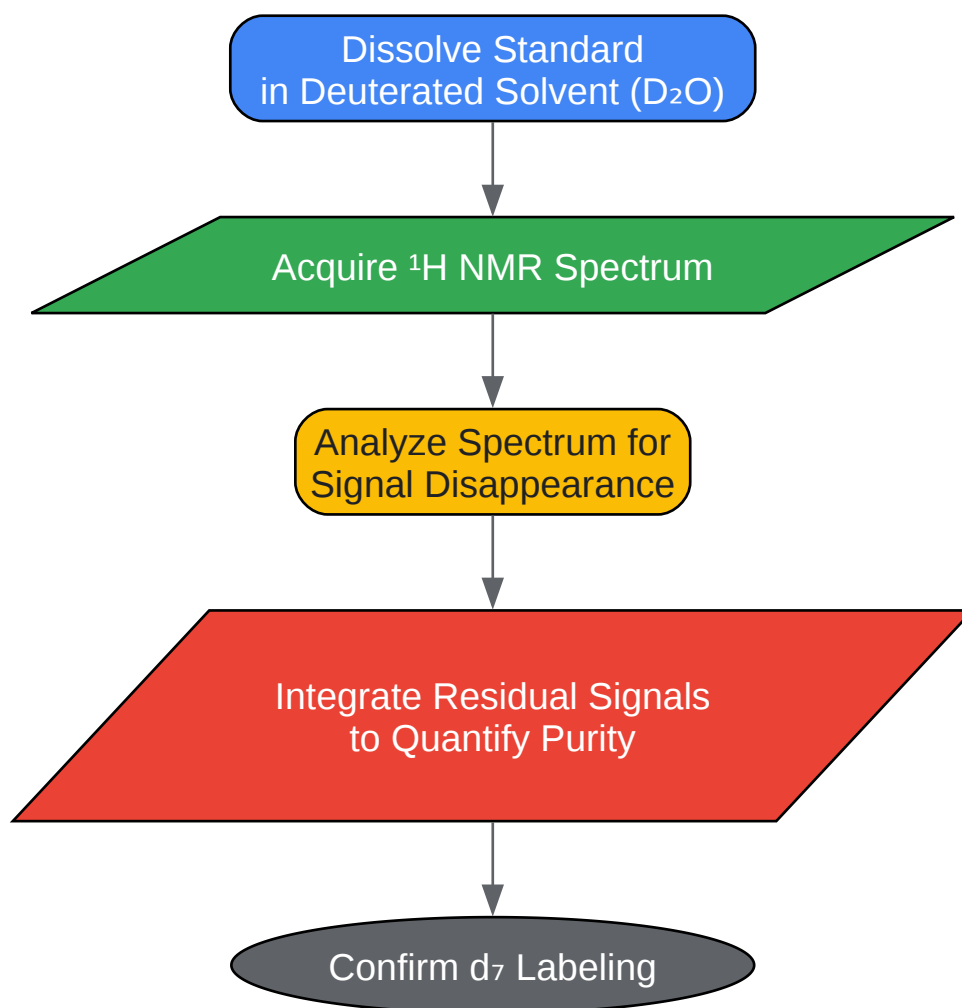 Dissolve Standard
in Deuterated Solvent (D₂O)
Acquire ¹H NMR Spectrum
Analyze Spectrum for
Signal Disappearance
Integrate Residual Signals
to Quantify Purity
Confirm d₇ Labeling